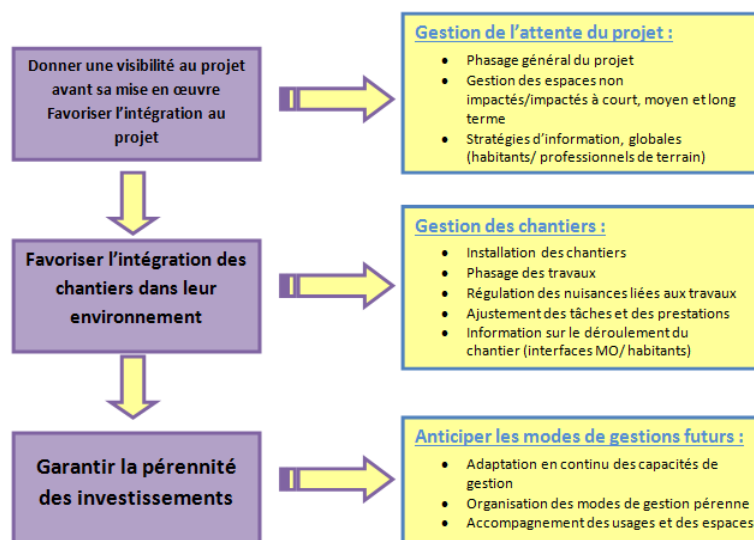 Donner une visibilité au projet
avant sa mise en œuvre
Favoriser l'intégration au
projet
Gestion de l'attente du projet :
• Phasage général du projet
• Gestion des espaces non
impactés/impactés à court, moyen et long
terme
• Stratégies d'information, globales
(habitants/ professionnels de terrain)
Favoriser l'intégration des
chantiers dans leur
environnement
Gestion des chantiers :
• Installation des chantiers
• Phasage des travaux
• Régulation des nuisances liées aux travaux
• Ajustement des tâches et des prestations
• Information sur le déroulement du
chantier (interfaces MO/ habitants)
Garantir la pérennité
des investissements
Anticiper les modes de gestions futurs :
• Adaptation en continu des capacités de
gestion
• Organisation des modes de gestion pérenne
• Accompagnement des usages et des espaces